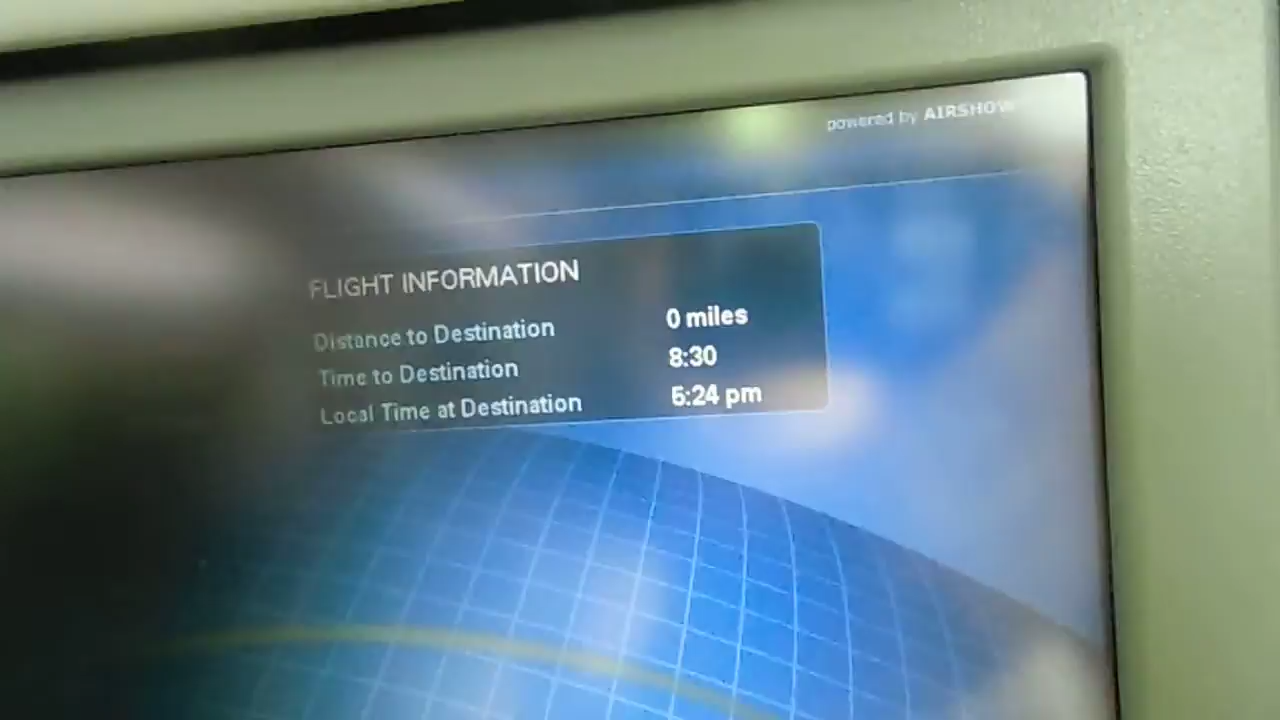 powered by AIRSHOW
FLIGHT INFORMATION
Distance to Destination 0 miles
Time to Destination 8:30
Local Time at Destination 5:24 pm